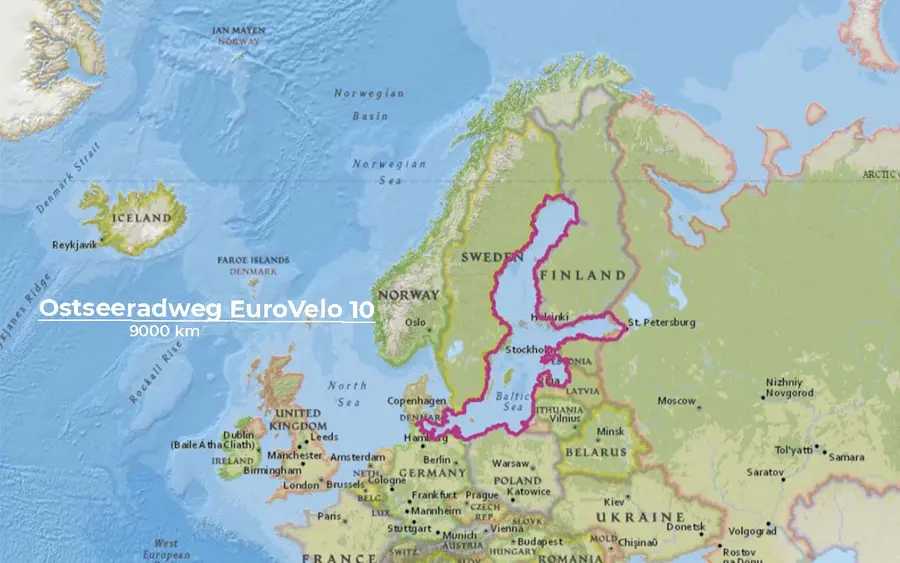 JAN MAYEN
NORWAY
Norwegian
Basin
Norwegian
Sea
Denmark Strait
ARCTIC
ICELAND
Reykjavik
FAROE ISLANDS
DENMARK
SWEDEN
FINLAND
NORWAY
Ostseeradweg EuroVelo 10
9000 km
Oslo
Helsinki
St. Petersburg
Rockall Rise
Ridge
Stockholm
North
Sea
Baltic
Sea
LATVIA
Nizhniy
Novgorod
Moscow
Copenhagen
LITHUANIA
Vilnius
UNITED
KINGDOM
Minsk
BELARUS
Dublin
(Baile Átha Cliath)
IRELAND
Leeds
Manchester
Birmingham
London
Hamburg
Amsterdam
NETH.
Berlin
GERMANY
Warsaw
POLAND
Tol'yatti
Samara
Saratov
Brussels
BELG.
Cologne
LUX.
Frankfurt
Mannheim
Stuttgart
Prague
CZECH
REP.
Katowice
Kiev
UKRAINE
Donetsk
Volgograd
Paris
Munich
Vienna
SLOVK.
AUSTRIA
Budapest
HUNGARY
MOLD.
Chişinaŭ
Rostov
na Donu
West
European
FRANCE
SWITZ.
SLOV.
ROMANIA